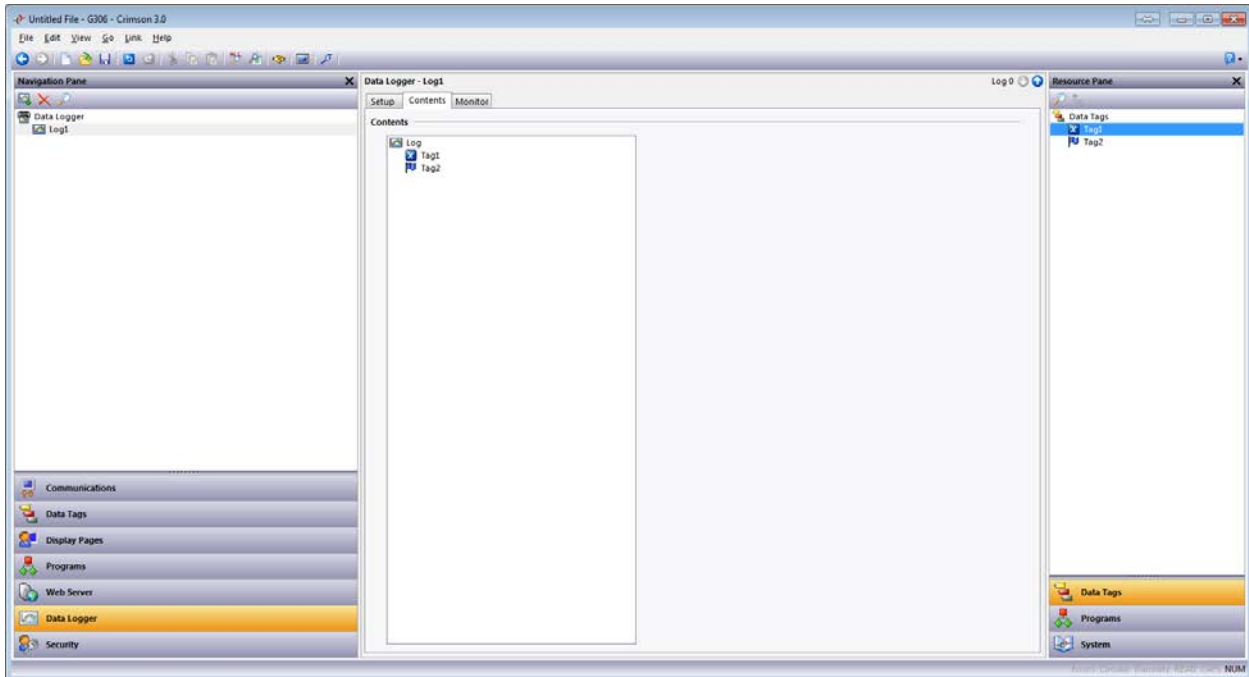 Untitled File - G306 - Crimson 3.0
File Edit View Go Link Help
Navigation Pane
Data Logger
Log1
Communications
Data Tags
Display Pages
Programs
Web Server
Data Logger
Security
Data Logger - Log1
Log 0
Setup Contents Monitor
Contents
Log
Tag1
Tag2
Resource Pane
Data Tags
Tag1
Tag2
Data Tags
Programs
System
NUM